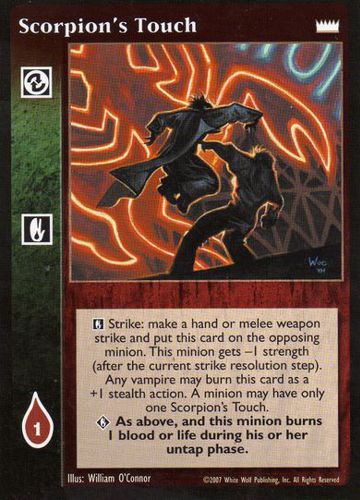 Scorpion's Touch
Strike: make a hand or melee weapon
strike and put this card on the opposing
minion. This minion gets –1 strength
(after the current strike resolution step).
Any vampire may burn this card as a
+1 stealth action. A minion may have only
one Scorpion's Touch.
As above, and this minion burns
1 blood or life during his or her
untap phase.
1
Illus: William O'Connor
©2007 White Wolf Publishing, Inc. All Rights Reserved